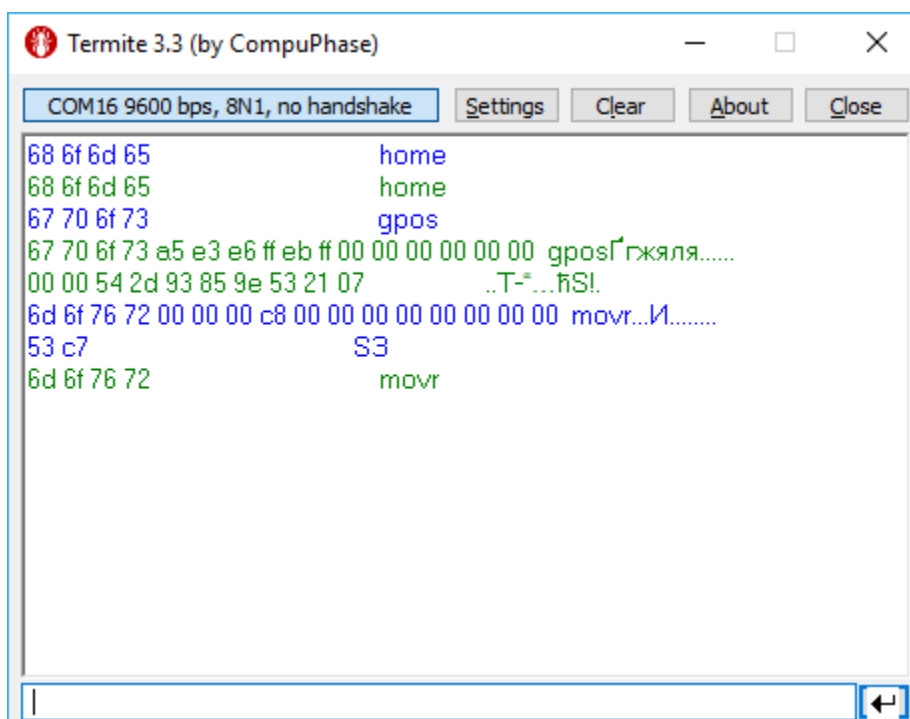 Termite 3.3 (by CompuPhase)
COM16 9600 bps, 8N1, no handshake Settings Clear About Close
68 6f 6d 65 home
68 6f 6d 65 home
67 70 6f 73 gpos
67 70 6f 73 a5 e3 e6 ff eb ff 00 00 00 00 00 00 gposҐгжяля......
00 00 54 2d 93 85 9e 53 21 07 ..T-“…ћS!.
6d 6f 76 72 00 00 00 c8 00 00 00 00 00 00 00 00 movr...И........
53 c7 SЗ
6d 6f 76 72 movr